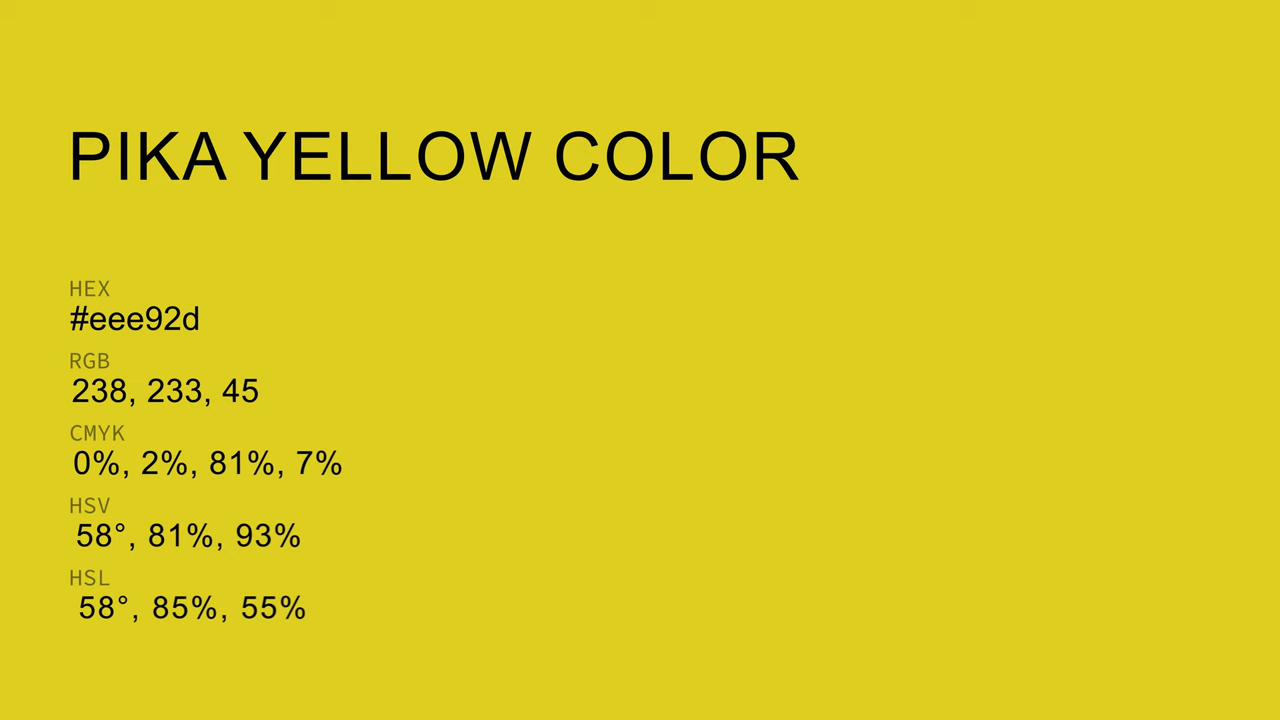 PIKA YELLOW COLOR
HEX
#eee92d
RGB
238, 233, 45
CMYK
0%, 2%, 81%, 7%
HSV
58°, 81%, 93%
HSL
58°, 85%, 55%